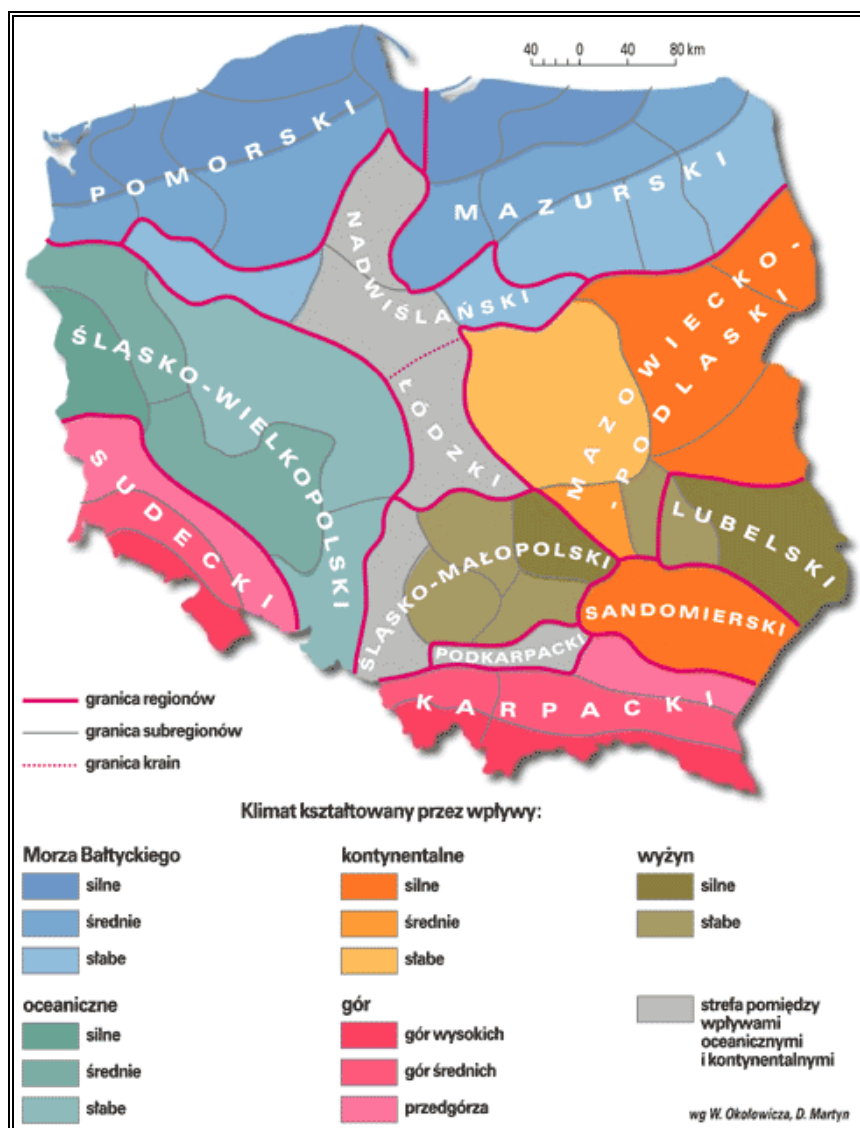 40 0 40 80 km
POMORSKI
MAZURSKI
NADWIŚLAŃSKI
MAZOWIECKO-
-PODLASKI
ŚLĄSKO-WIELKOPOLSKI
ŁÓDZKI
SUDECKI
LUBELSKI
ŚLĄSKO-MAŁOPOLSKI
SANDOMIERSKI
PODKARPACKI
KARPACKI
granica regionów
granica subregionów
granica krain
Klimat kształtowany przez wpływy:
Morza Bałtyckiego
silne
średnie
słabe
kontynentalne
silne
średnie
słabe
wyżyn
silne
słabe
oceaniczne
silne
średnie
słabe
gór
gór wysokich
gór średnich
przedgórza
strefa pomiędzy
wpływami
oceanicznymi
i kontynentalnymi
wg W. Okołowicza, D. Martyn